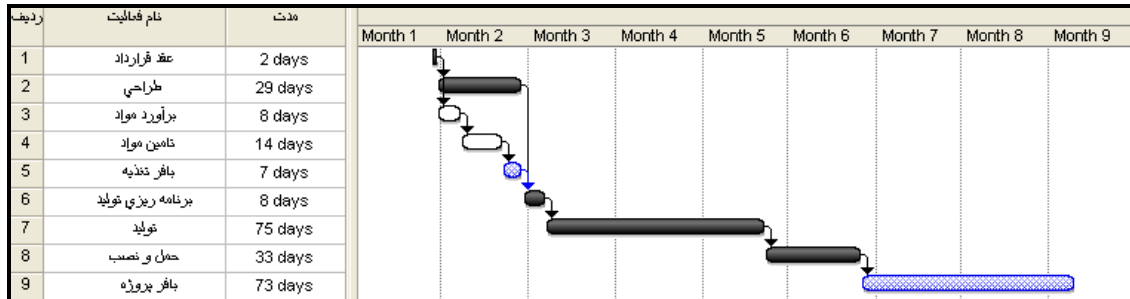 ردیف نام فعالیت مدت
Month 1 Month 2 Month 3 Month 4 Month 5 Month 6 Month 7 Month 8 Month 9
1 عقد قرارداد 2 days
2 طراحي 29 days
3 برآورد مواد 8 days
4 تامین مواد 14 days
5 بافر تغذیه 7 days
6 برنامه ریزي تولید 8 days
7 تولید 75 days
8 حمل و نصب 33 days
9 بافر پروژه 73 days